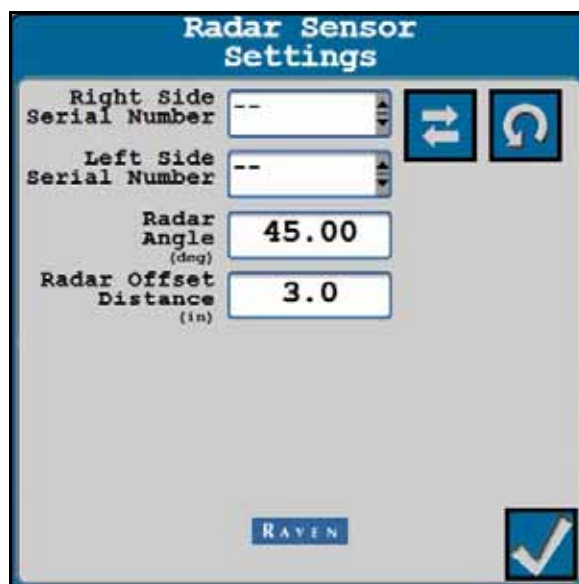 Radar Sensor
Settings
Right Side
Serial Number
--
Left Side
Serial Number
--
Radar
Angle
(deg)
45.00
Radar Offset
Distance
(in)
3.0
RAVEN